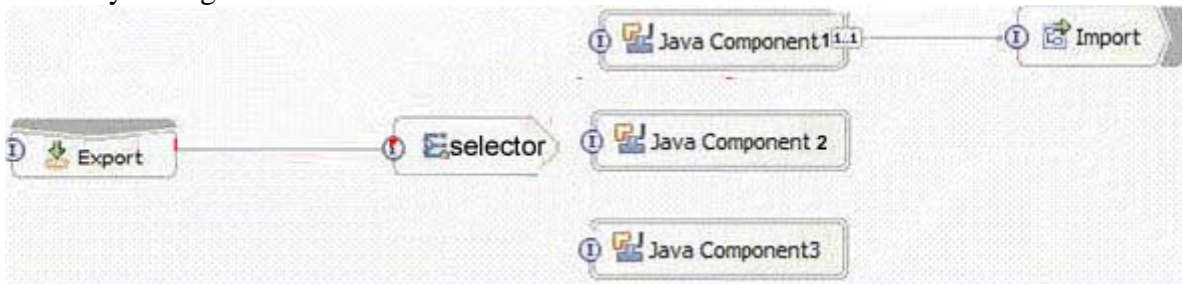 Java Component1
1..1
Import
Export
selector
Java Component 2
Java Component3